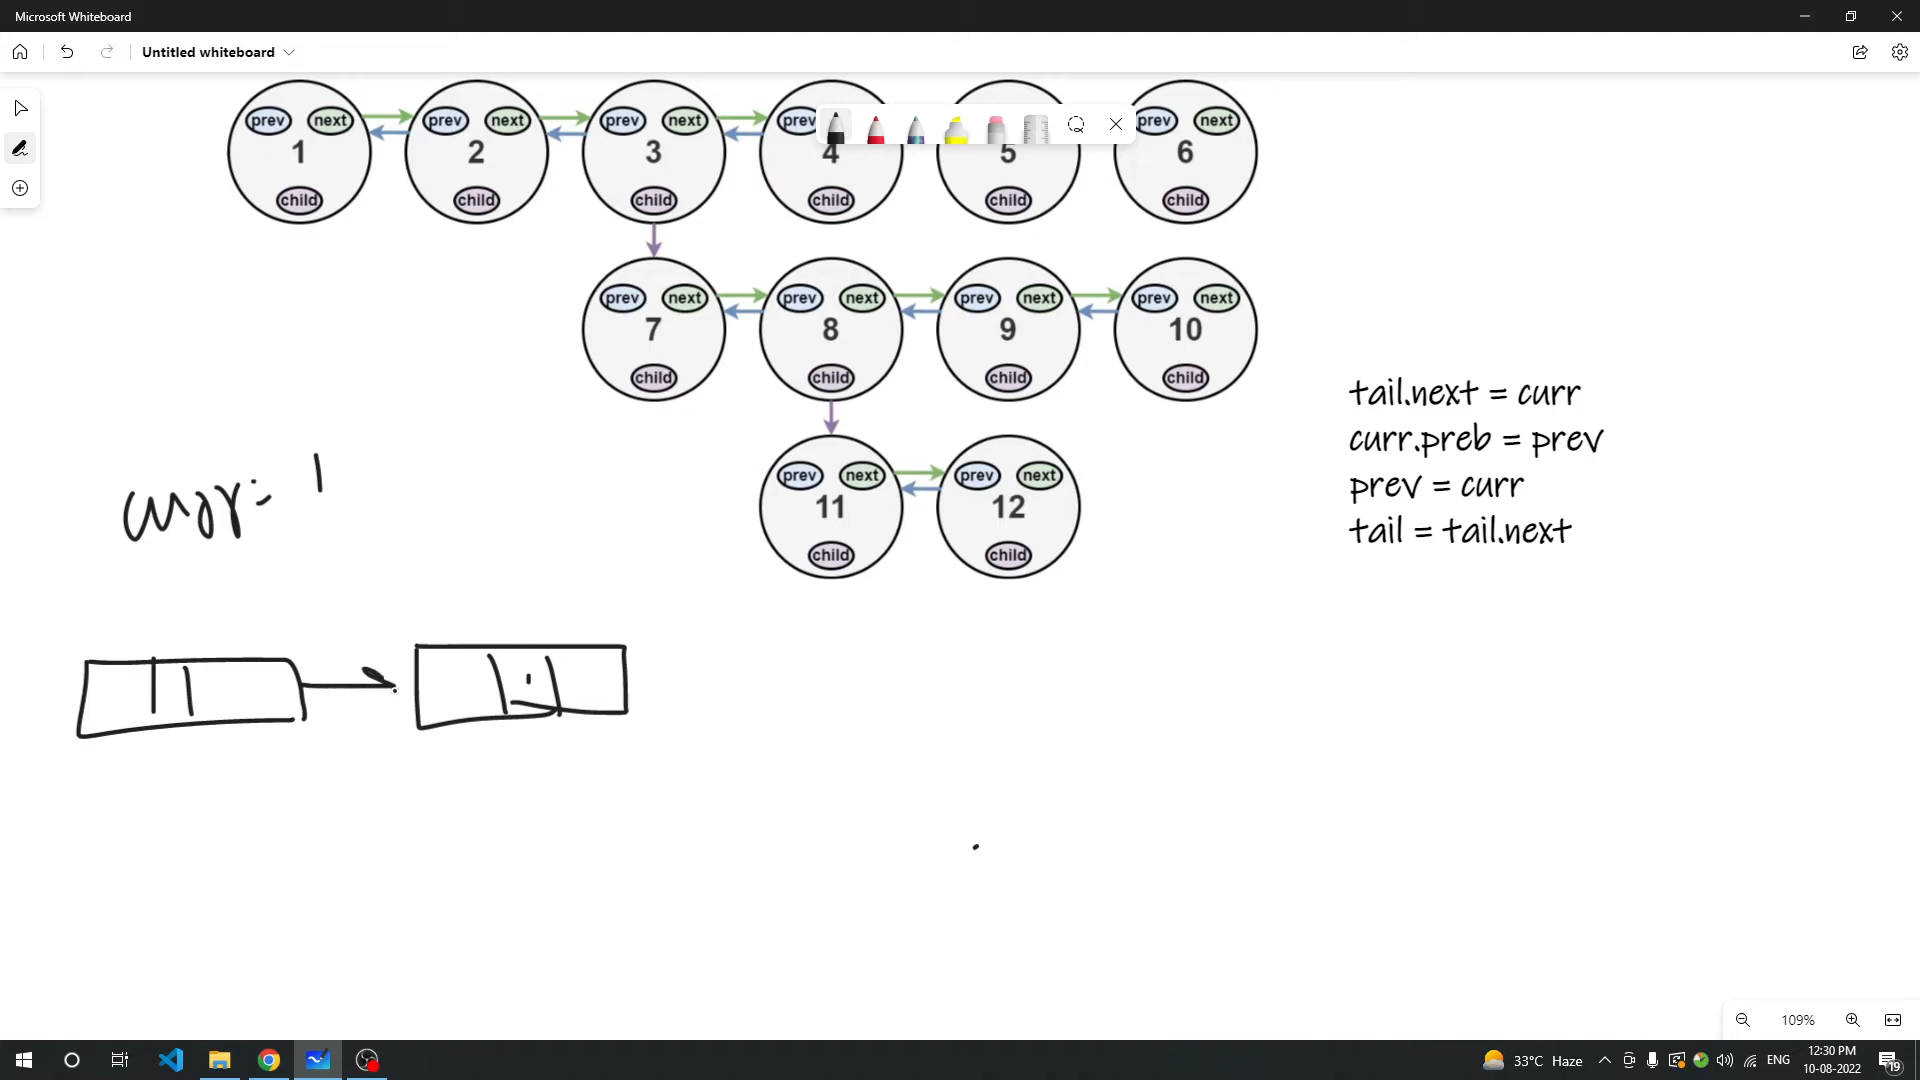 Microsoft Whiteboard
Untitled whiteboard
prev next prev next prev next prev prev next
1 2 3 4 5 6
child child child child child child
prev next prev next prev next prev next
7 8 9 10
child child child child
tail.next = curr
curr.preb = prev
prev = curr
tail = tail.next
prev next prev next
11 12
child child
curr = 1
109%
33°C Haze
ENG
12:30 PM
10-08-2022
19